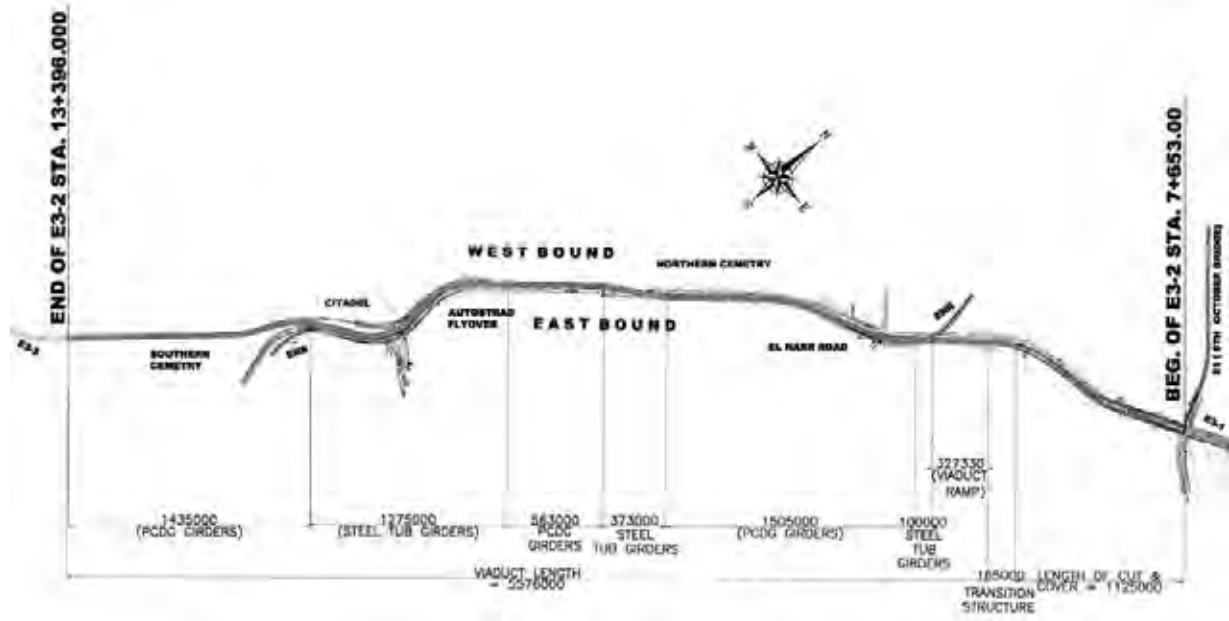 END OF E3-2 STA. 13+396.000
BEG. OF E3-2 STA. 7+653.00
WEST BOUND
NORTHERN CEMETRY
CITADEL
AUTOSTRAD
FLYOVER
EAST BOUND
EL NASR ROAD
SOUTHERN
CEMETRY
E3-3
E3-1
6TH OCTOBER BRIDGE
327330
(VIADUCT
RAMP)
1435000
(PCDG GIRDERS)
1275000
(STEEL TUB GIRDERS)
563000
PCDG
GIRDERS
373000
STEEL
TUB GIRDERS
1505000
(PCDG GIRDERS)
100000
STEEL
TUB
GIRDERS
VIADUCT LENGTH
TRANSITION
STRUCTURE
LENGTH OF CUT &
COVER = 1125000